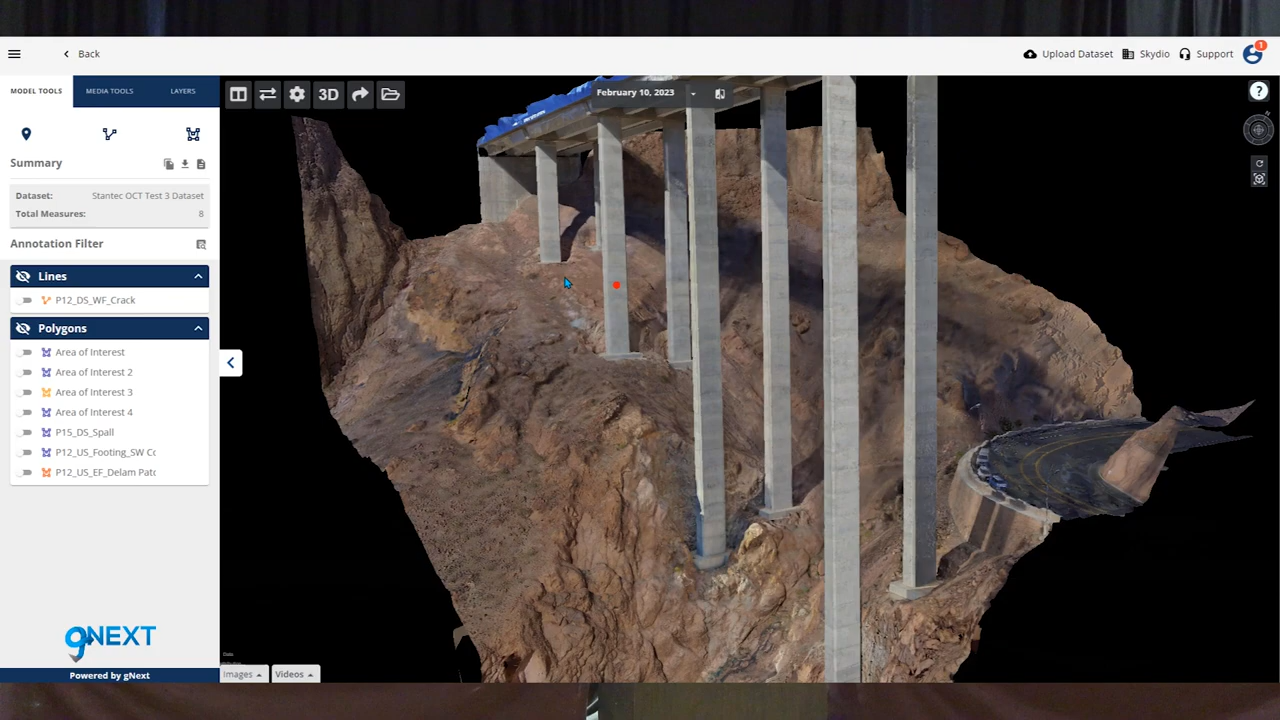 Back
Upload Dataset
Skydio
Support
1
MODEL TOOLS
MEDIA TOOLS
LAYERS
3D
February 10, 2023
?
Summary
Dataset: Stantec OCT Test 3 Dataset
Total Measures: 8
Annotation Filter
Lines
P12_DS_WF_Crack
Polygons
Area of Interest
Area of Interest 2
Area of Interest 3
Area of Interest 4
P15_DS_Spall
P12_US_Footing_SW Cc
P12_US_EF_Delam Patc
gNEXT
Powered by gNext
Images
Videos